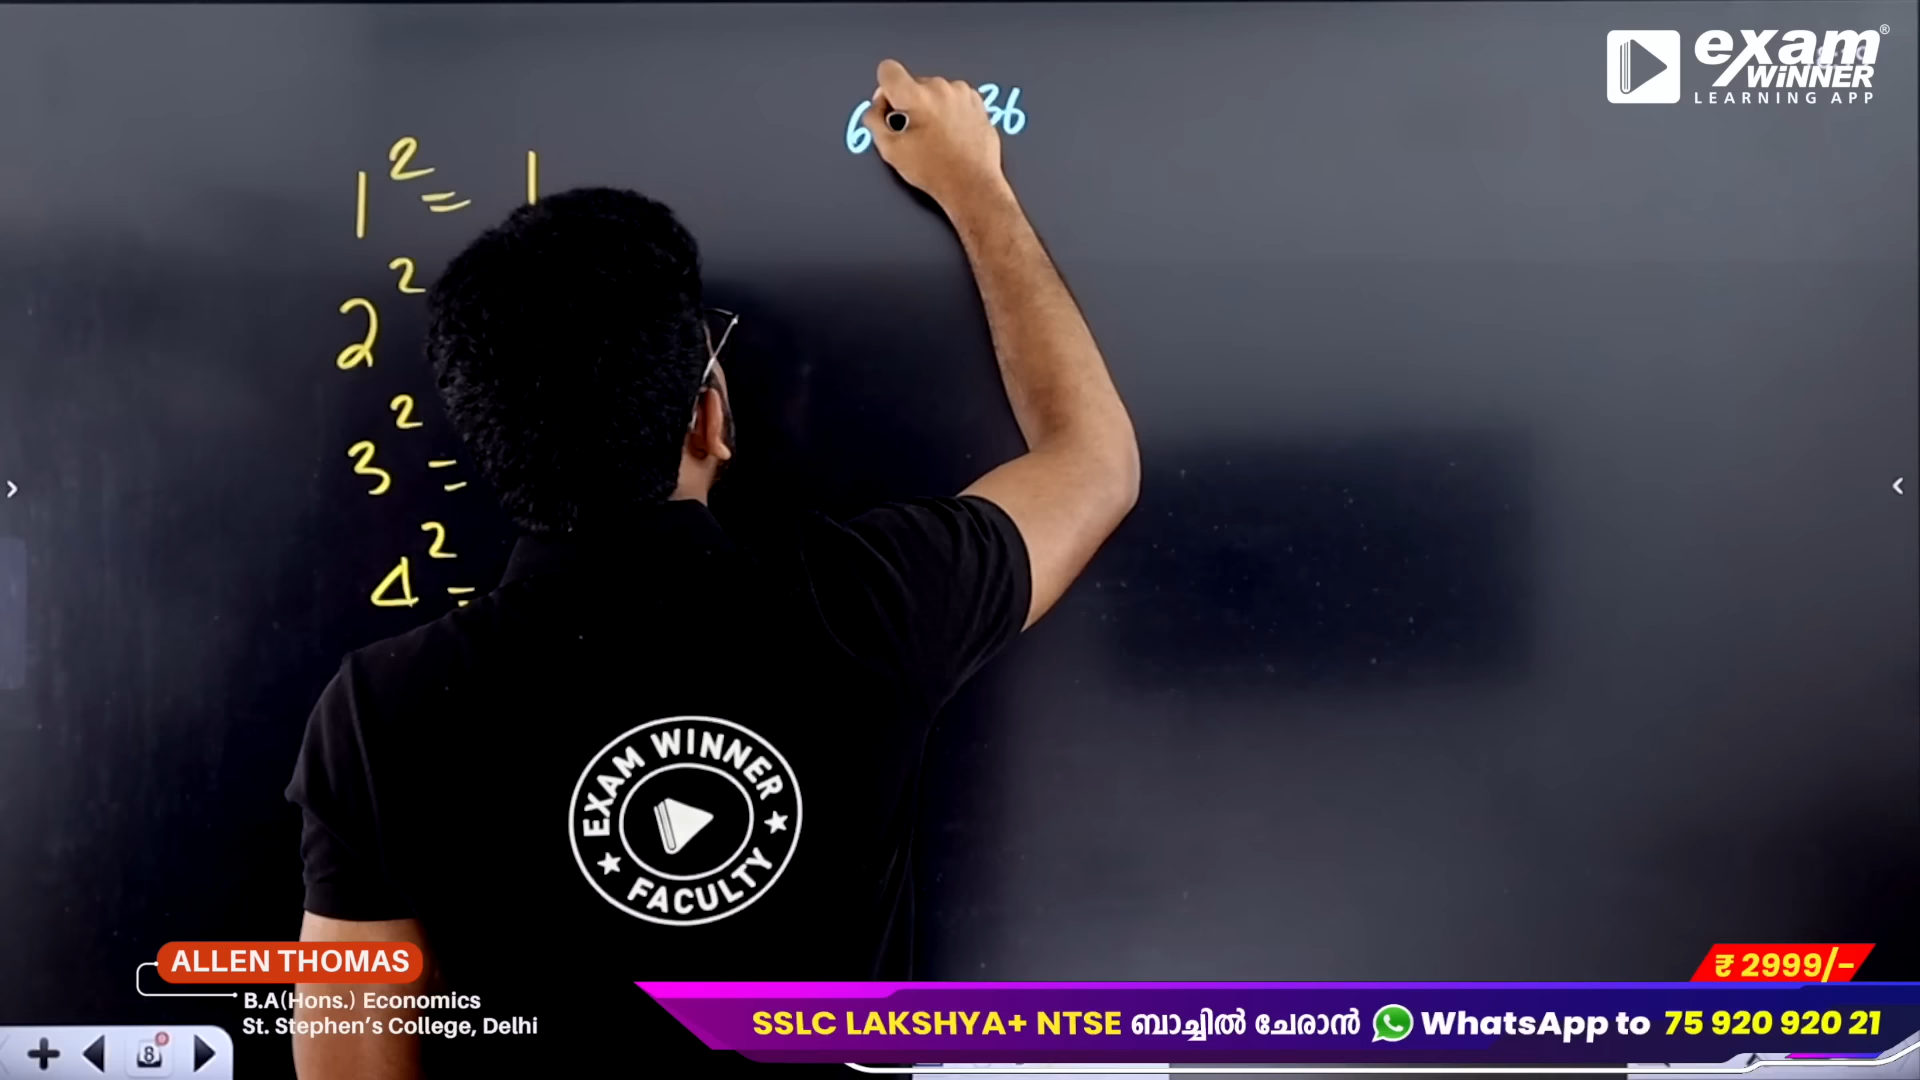 exam
WINNER
LEARNING APP
6 36
1² = 1
2²
3² =
4² =
EXAM WINNER
FACULTY
ALLEN THOMAS
B.A(Hons.) Economics
St. Stephen's College, Delhi
₹ 2999/-
SSLC LAKSHYA+ NTSE ബാച്ചിൽ ചേരാൻ WhatsApp to 75 920 920 21
8